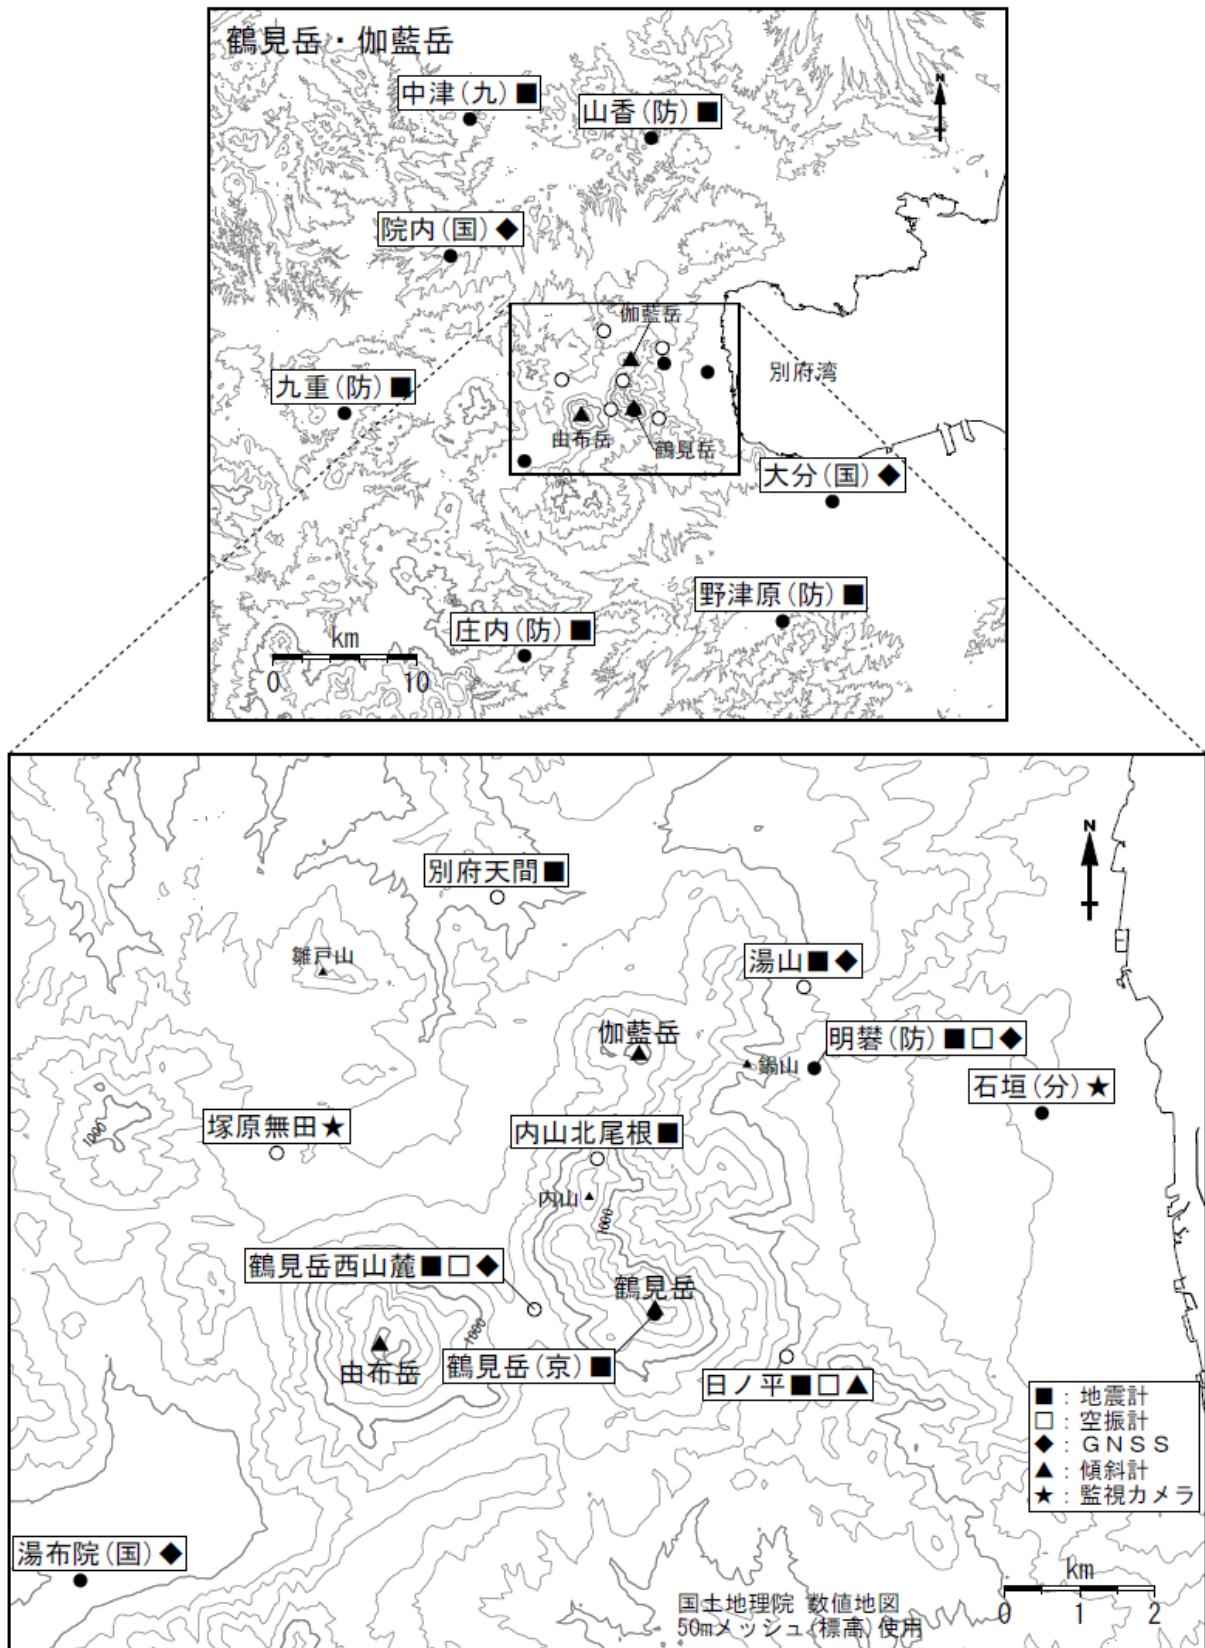 鶴見岳・伽藍岳
中津(九)■
山香(防)■
N
院内(国)◆
伽藍岳
九重(防)■
別府湾
由布岳
鶴見岳
大分(国)◆
野津原(防)■
庄内(防)■
km
0 10
別府天間■
N
雛戸山
湯山■◆
伽藍岳
明礬(防)■□◆
鍋山
石垣(分)★
1000
塚原無田★
内山北尾根■
内山
1000
鶴見岳西山麓■□◆
鶴見岳
1000
由布岳
鶴見岳(京)■
日ノ平■□▲
■：地震計
□：空振計
◆：GNSS
▲：傾斜計
★：監視カメラ
湯布院(国)◆
km
0 1 2
国土地理院 数値地図
50mメッシュ(標高)使用